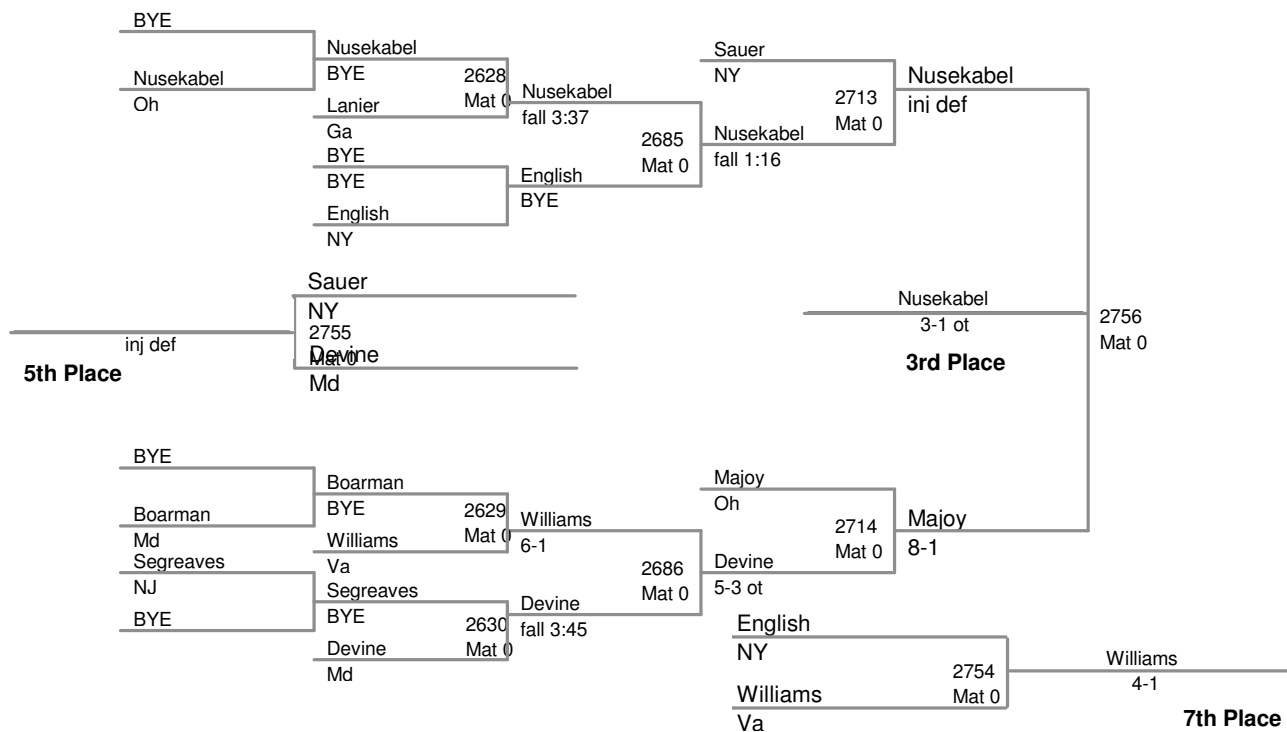 BYE
Nusekabel
Oh
Nusekabel
BYE
Lanier
Ga
BYE
BYE
English
NY
2628
Mat 0
Nusekabel
fall 3:37
English
BYE
2685
Mat 0
Sauer
NY
Nusekabel
fall 1:16
2713
Mat 0
Nusekabel
ini def
Sauer
NY
2755
Mat 0
Devine
Md
inj def
5th Place
Nusekabel
3-1 ot
3rd Place
2756
Mat 0
BYE
Boarman
Md
Segreaves
NJ
BYE
Boarman
BYE
Williams
Va
Segreaves
BYE
Devine
Md
2629
Mat 0
2630
Mat 0
Williams
6-1
Devine
fall 3:45
2686
Mat 0
Majoy
Oh
Devine
5-3 ot
2714
Mat 0
Majoy
8-1
English
NY
Williams
Va
2754
Mat 0
Williams
4-1
7th Place